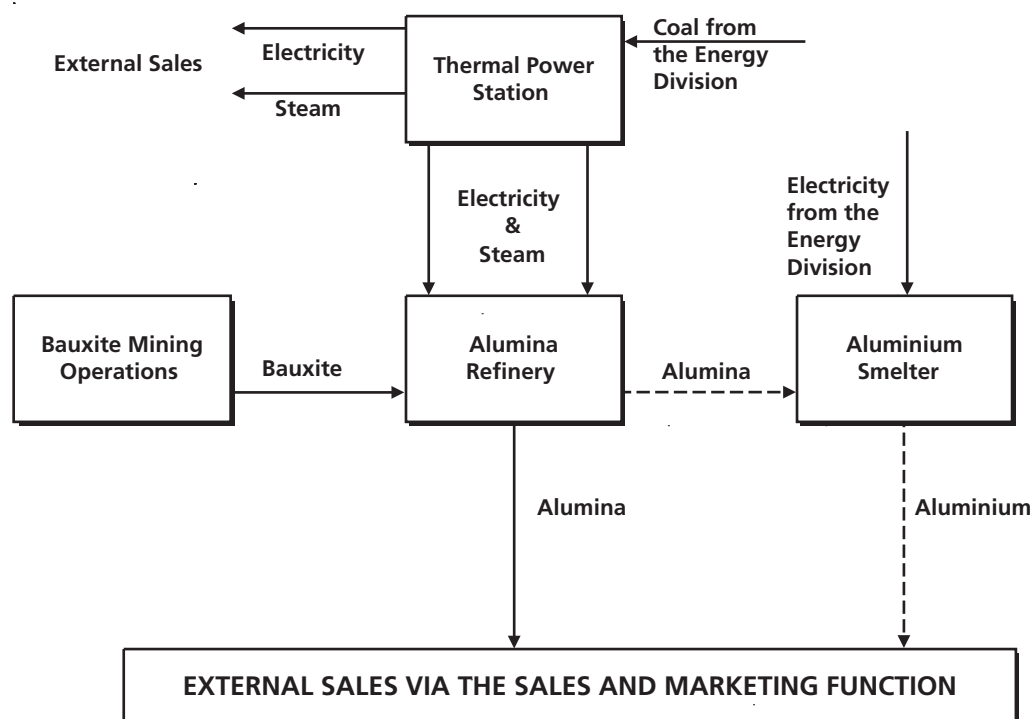 External Sales
Electricity
Steam
Thermal Power
Station
Coal from
the Energy
Division
Electricity
&
Steam
Electricity
from the
Energy
Division
Bauxite Mining
Operations
Bauxite
Alumina
Refinery
Alumina
Aluminium
Smelter
Alumina
Aluminium
EXTERNAL SALES VIA THE SALES AND MARKETING FUNCTION